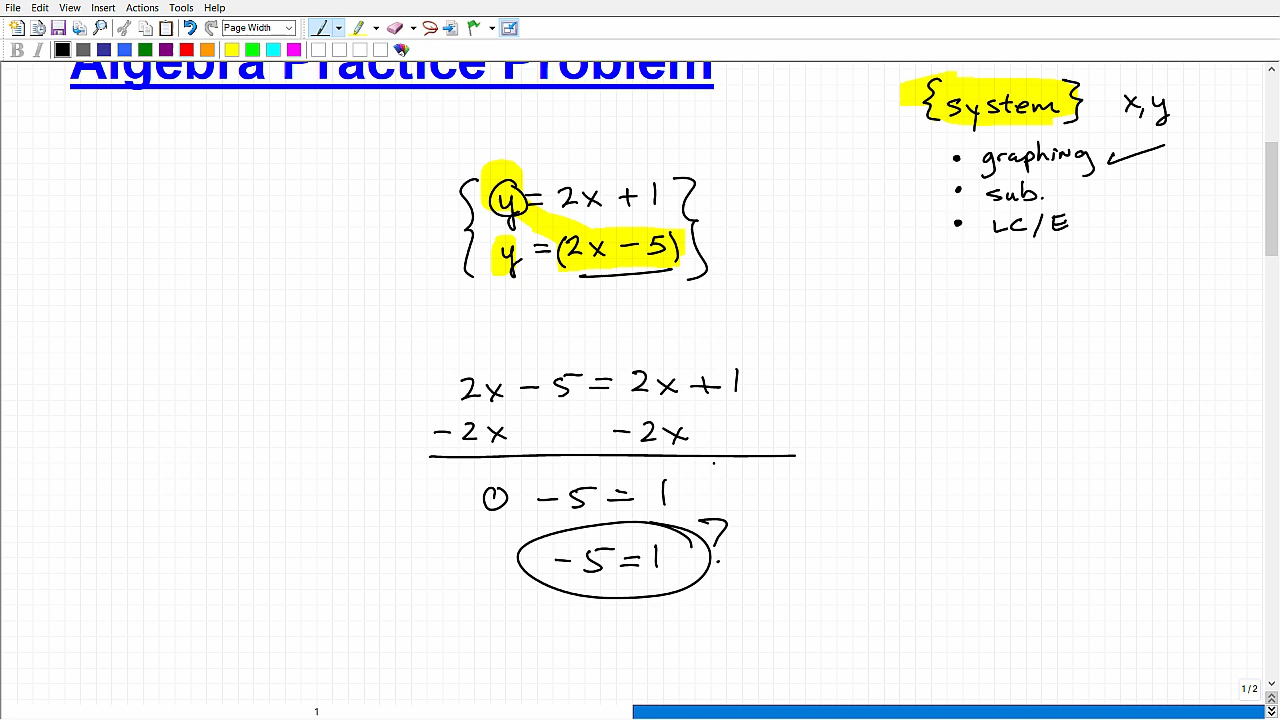 File Edit View Insert Actions Tools Help
Page Width
B I
Algebra Practice Problem
{system} x, y
• graphing ✓
• sub.
• LC/E
{ y = 2x + 1 }
{ y = (2x - 5) }
2x - 5 = 2x + 1
- 2x - 2x
0 - 5 = 1
- 5 = 1 ?
1/2
1